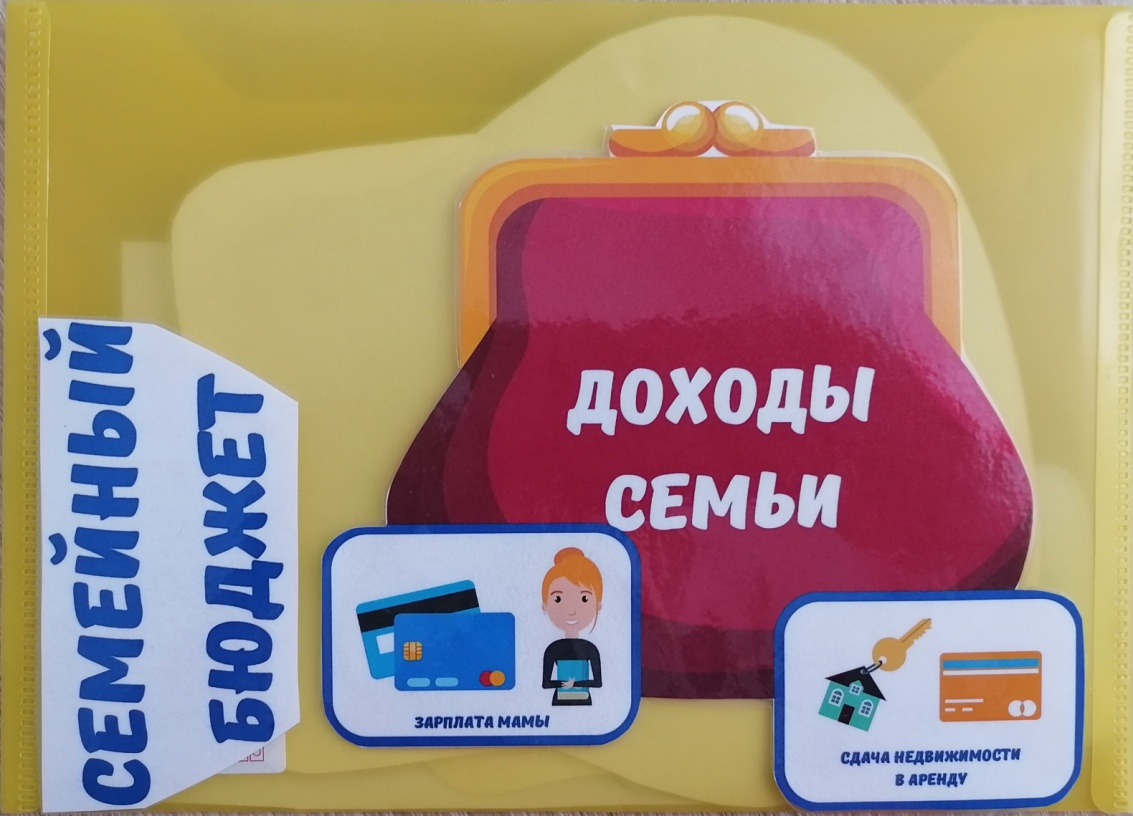 СЕМЕЙНЫЙ
БЮДЖЕТ
ДОХОДЫ
СЕМЬИ
ЗАРПЛАТА МАМЫ
СДАЧА НЕДВИЖИМОСТИ
В АРЕНДУ